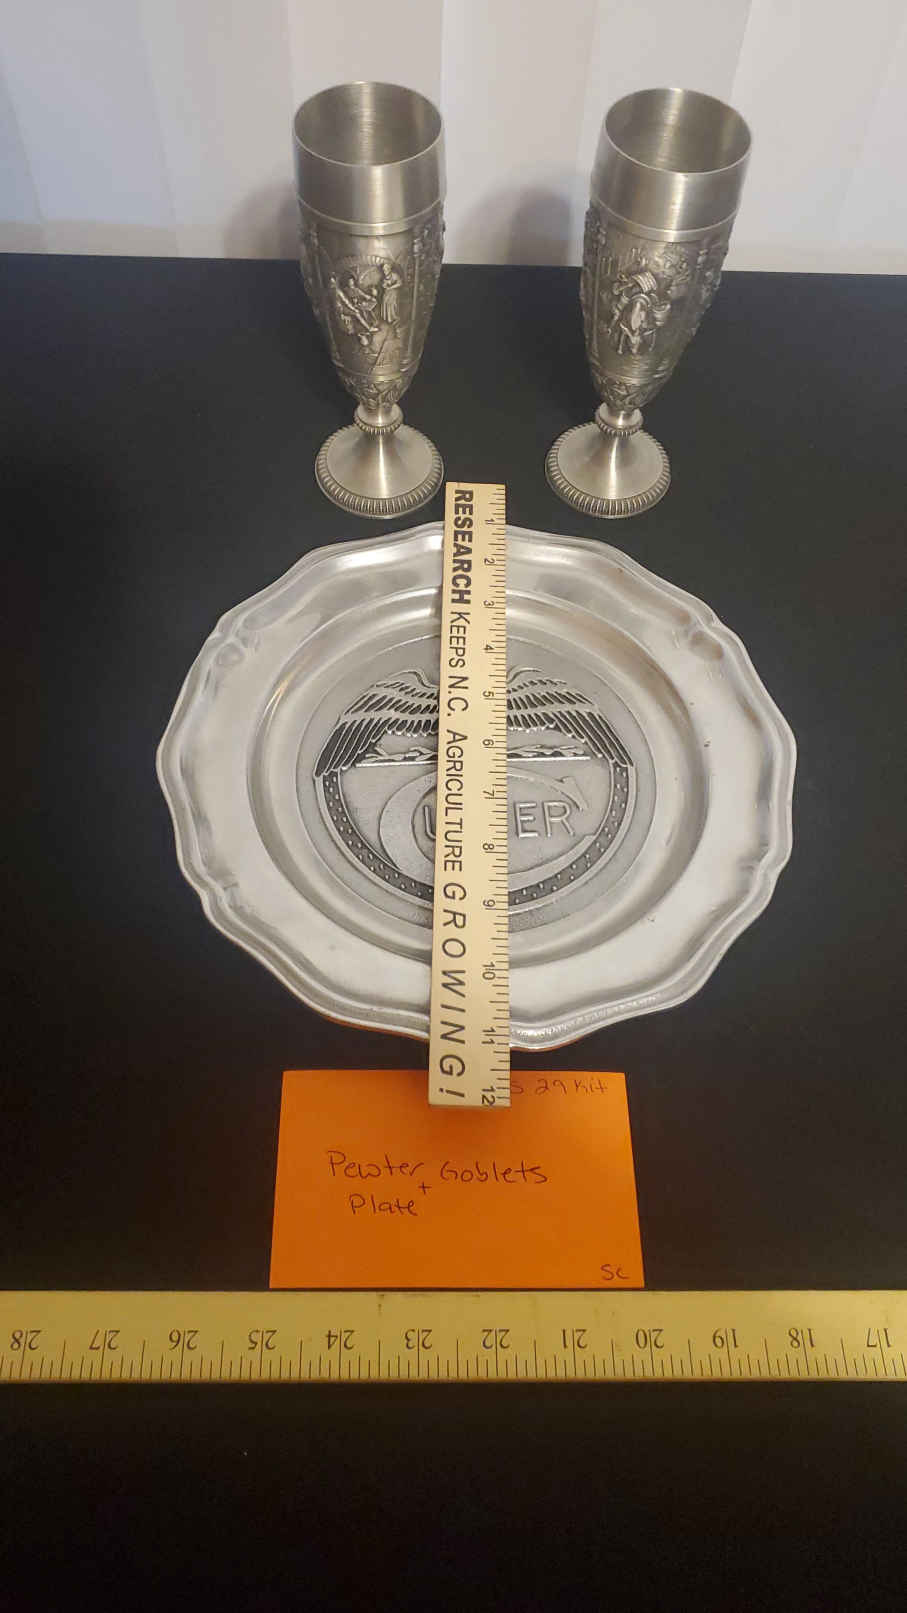 RESEARCH KEEPS N.C. AGRICULTURE GROWING!
1 2 3 4 5 6 7 8 9 10 11 12
ER
29 Kit
Pewter Goblets
+
Plate
SC
28 27 26 25 24 23 22 21 20 19 18 17